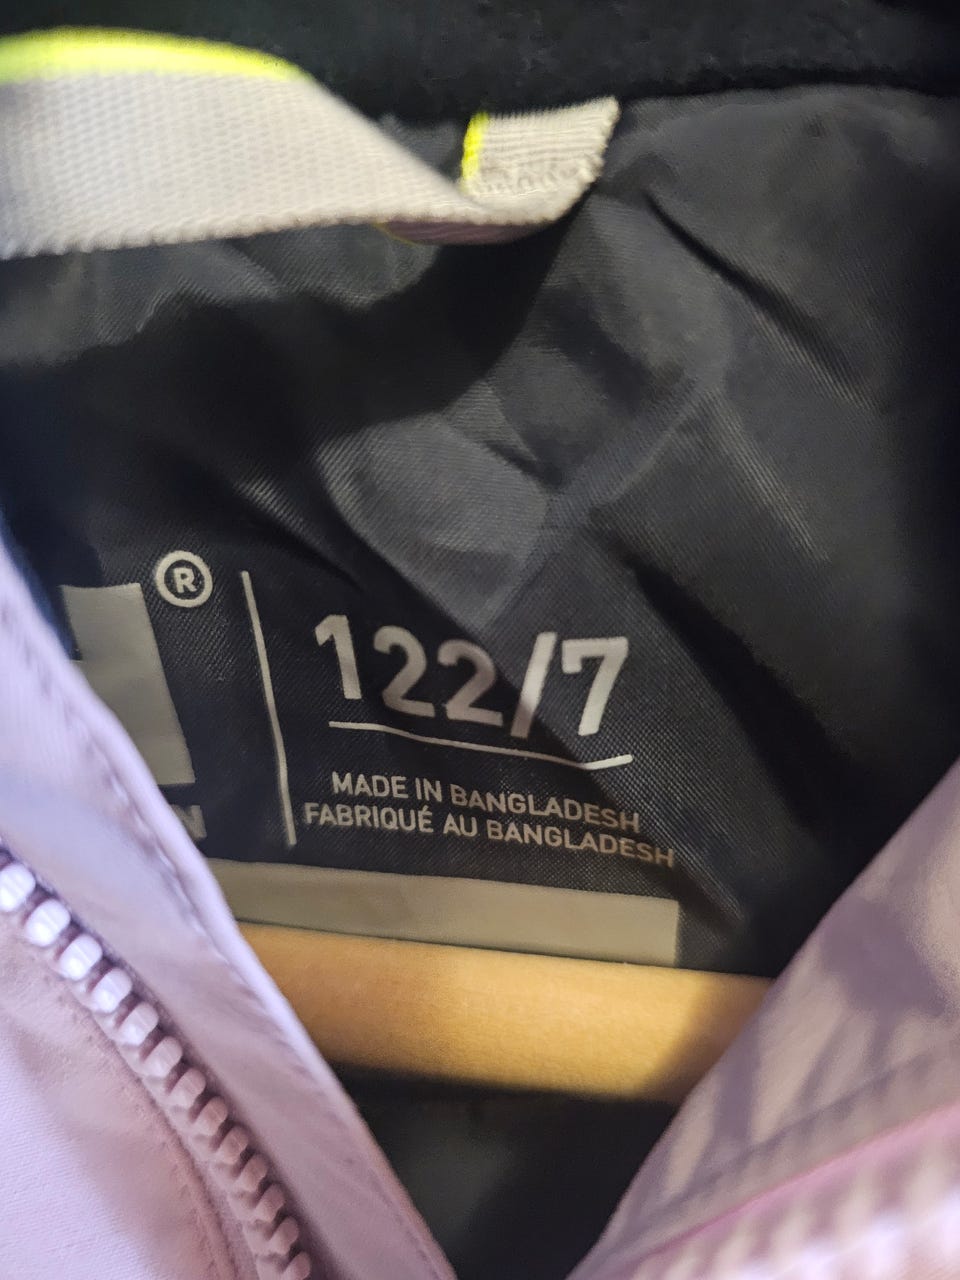 ®
122/7
MADE IN BANGLADESH
FABRIQUÉ AU BANGLADESH